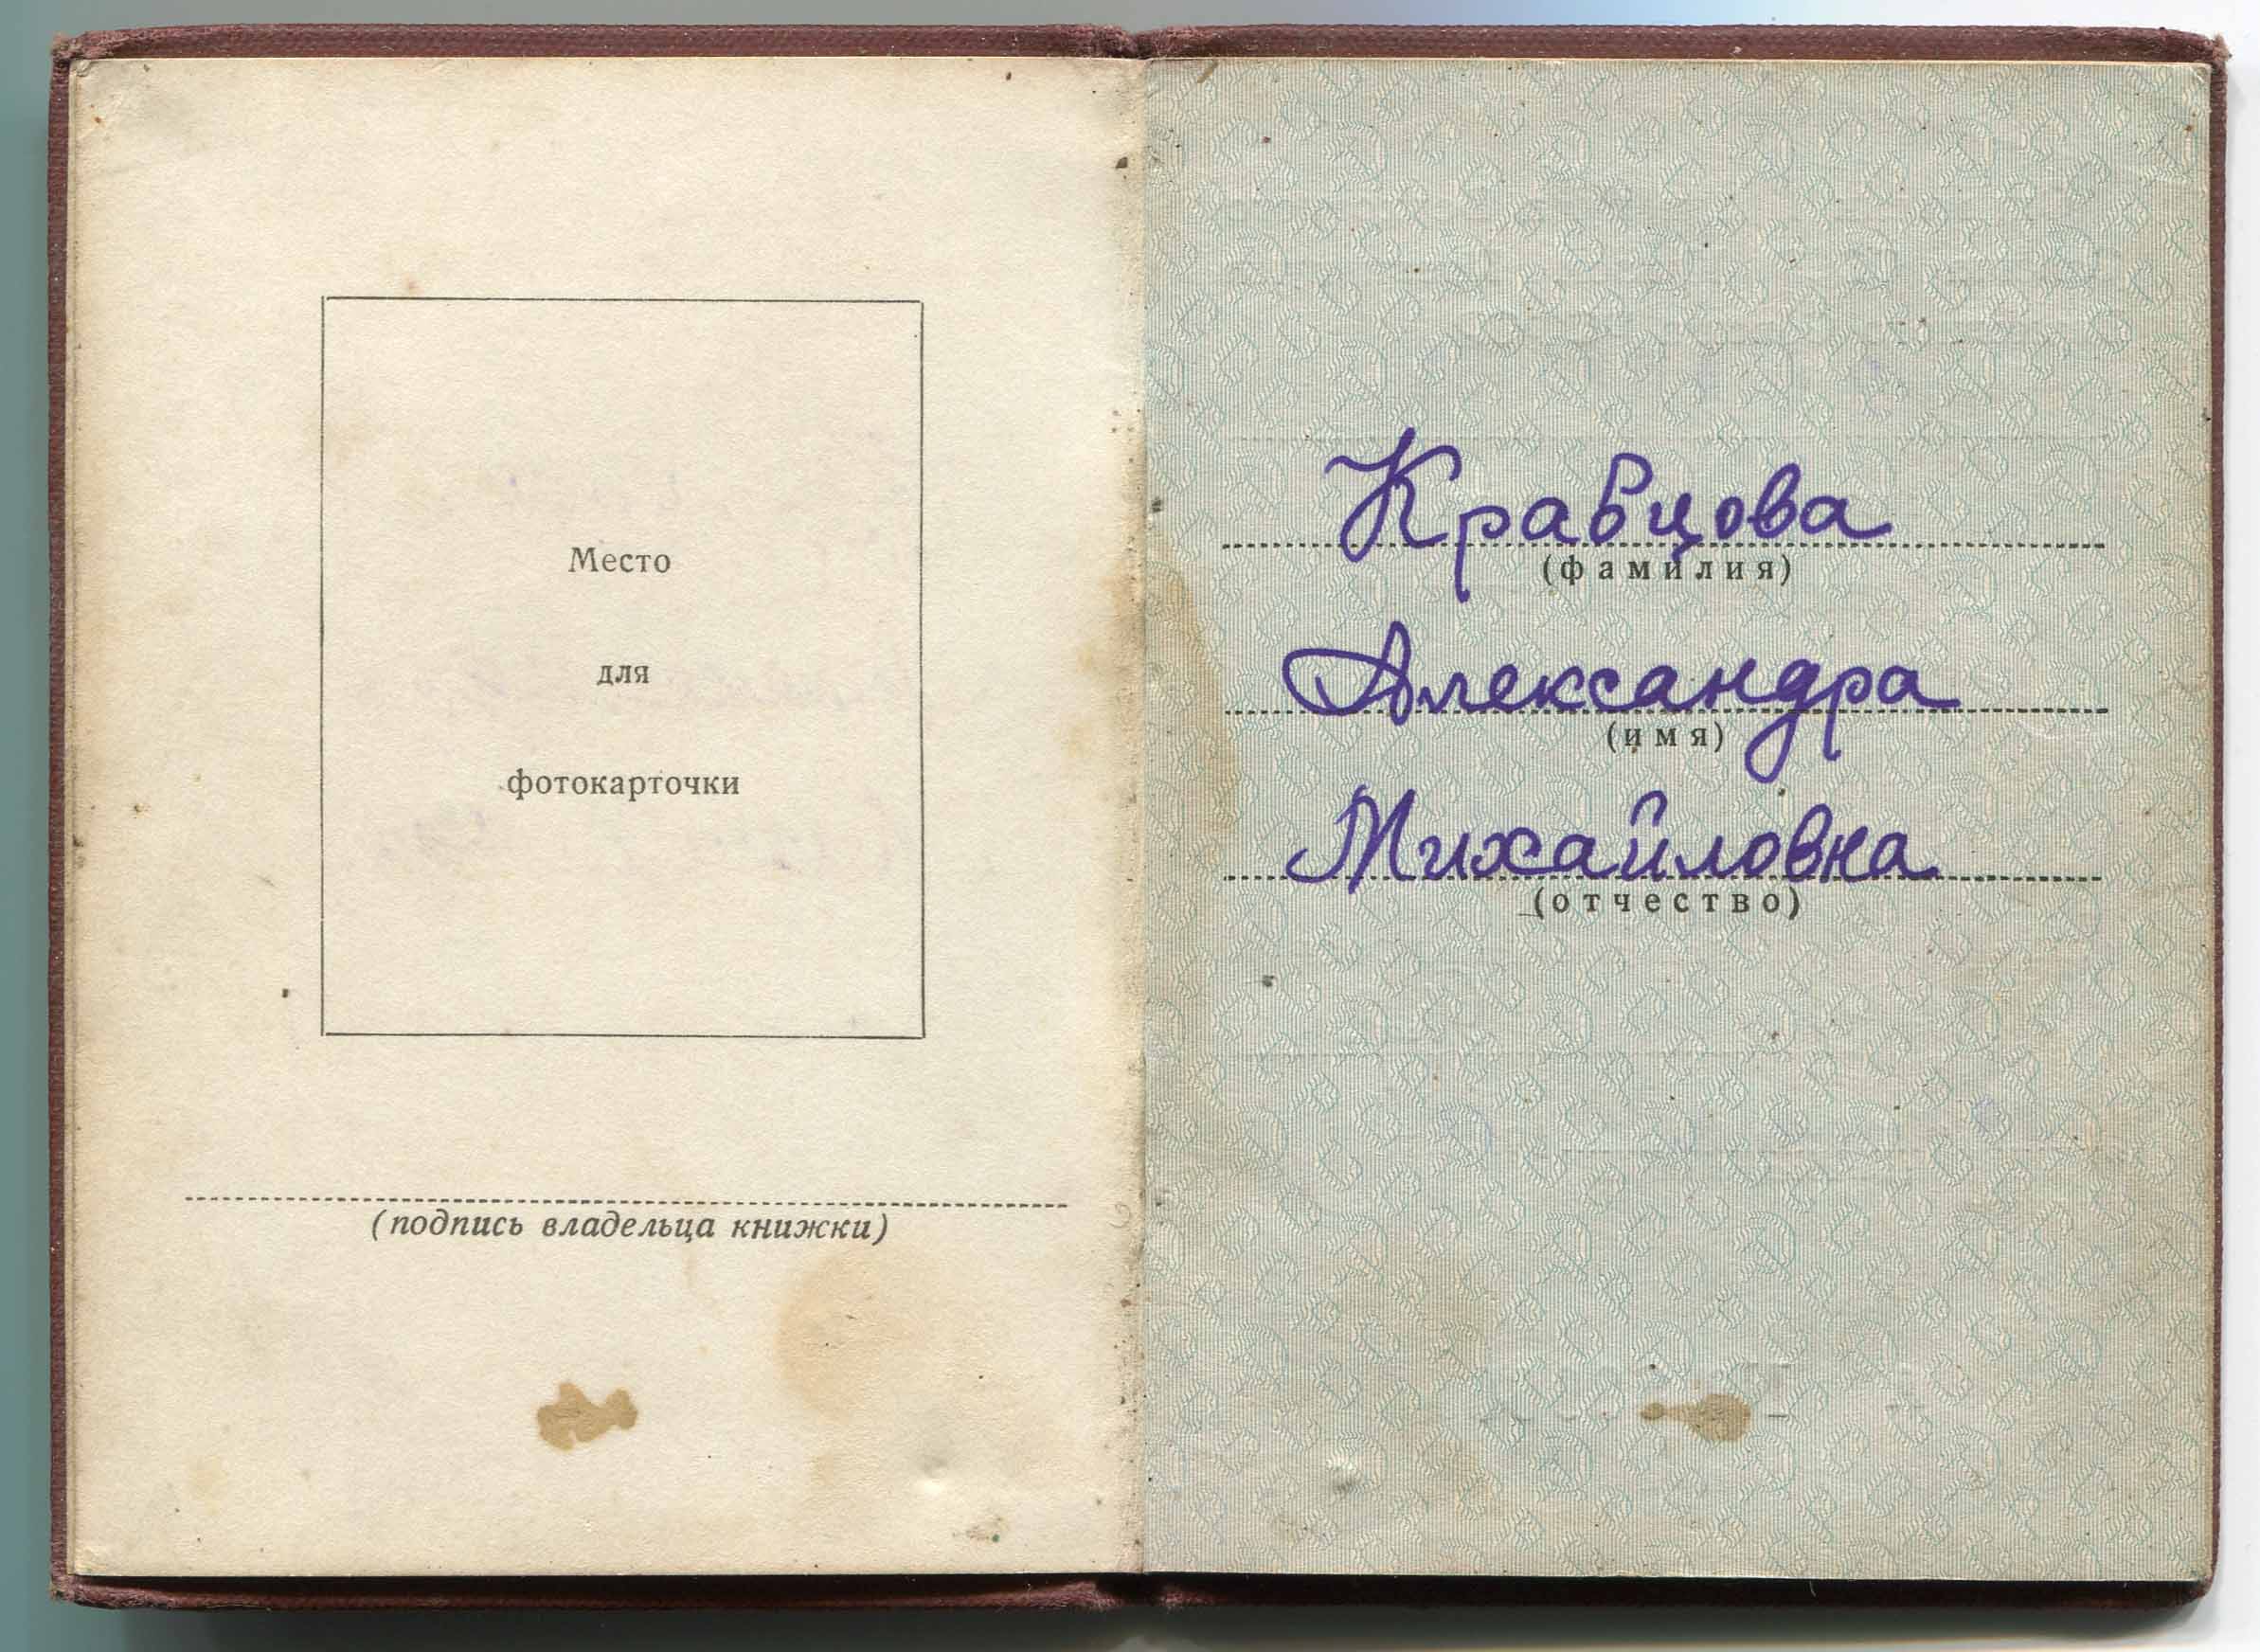 Место
для
фотокарточки
(подпись владельца книжки)
Кравцова
(фамилия)
Александра
(имя)
Михайловна
(отчество)